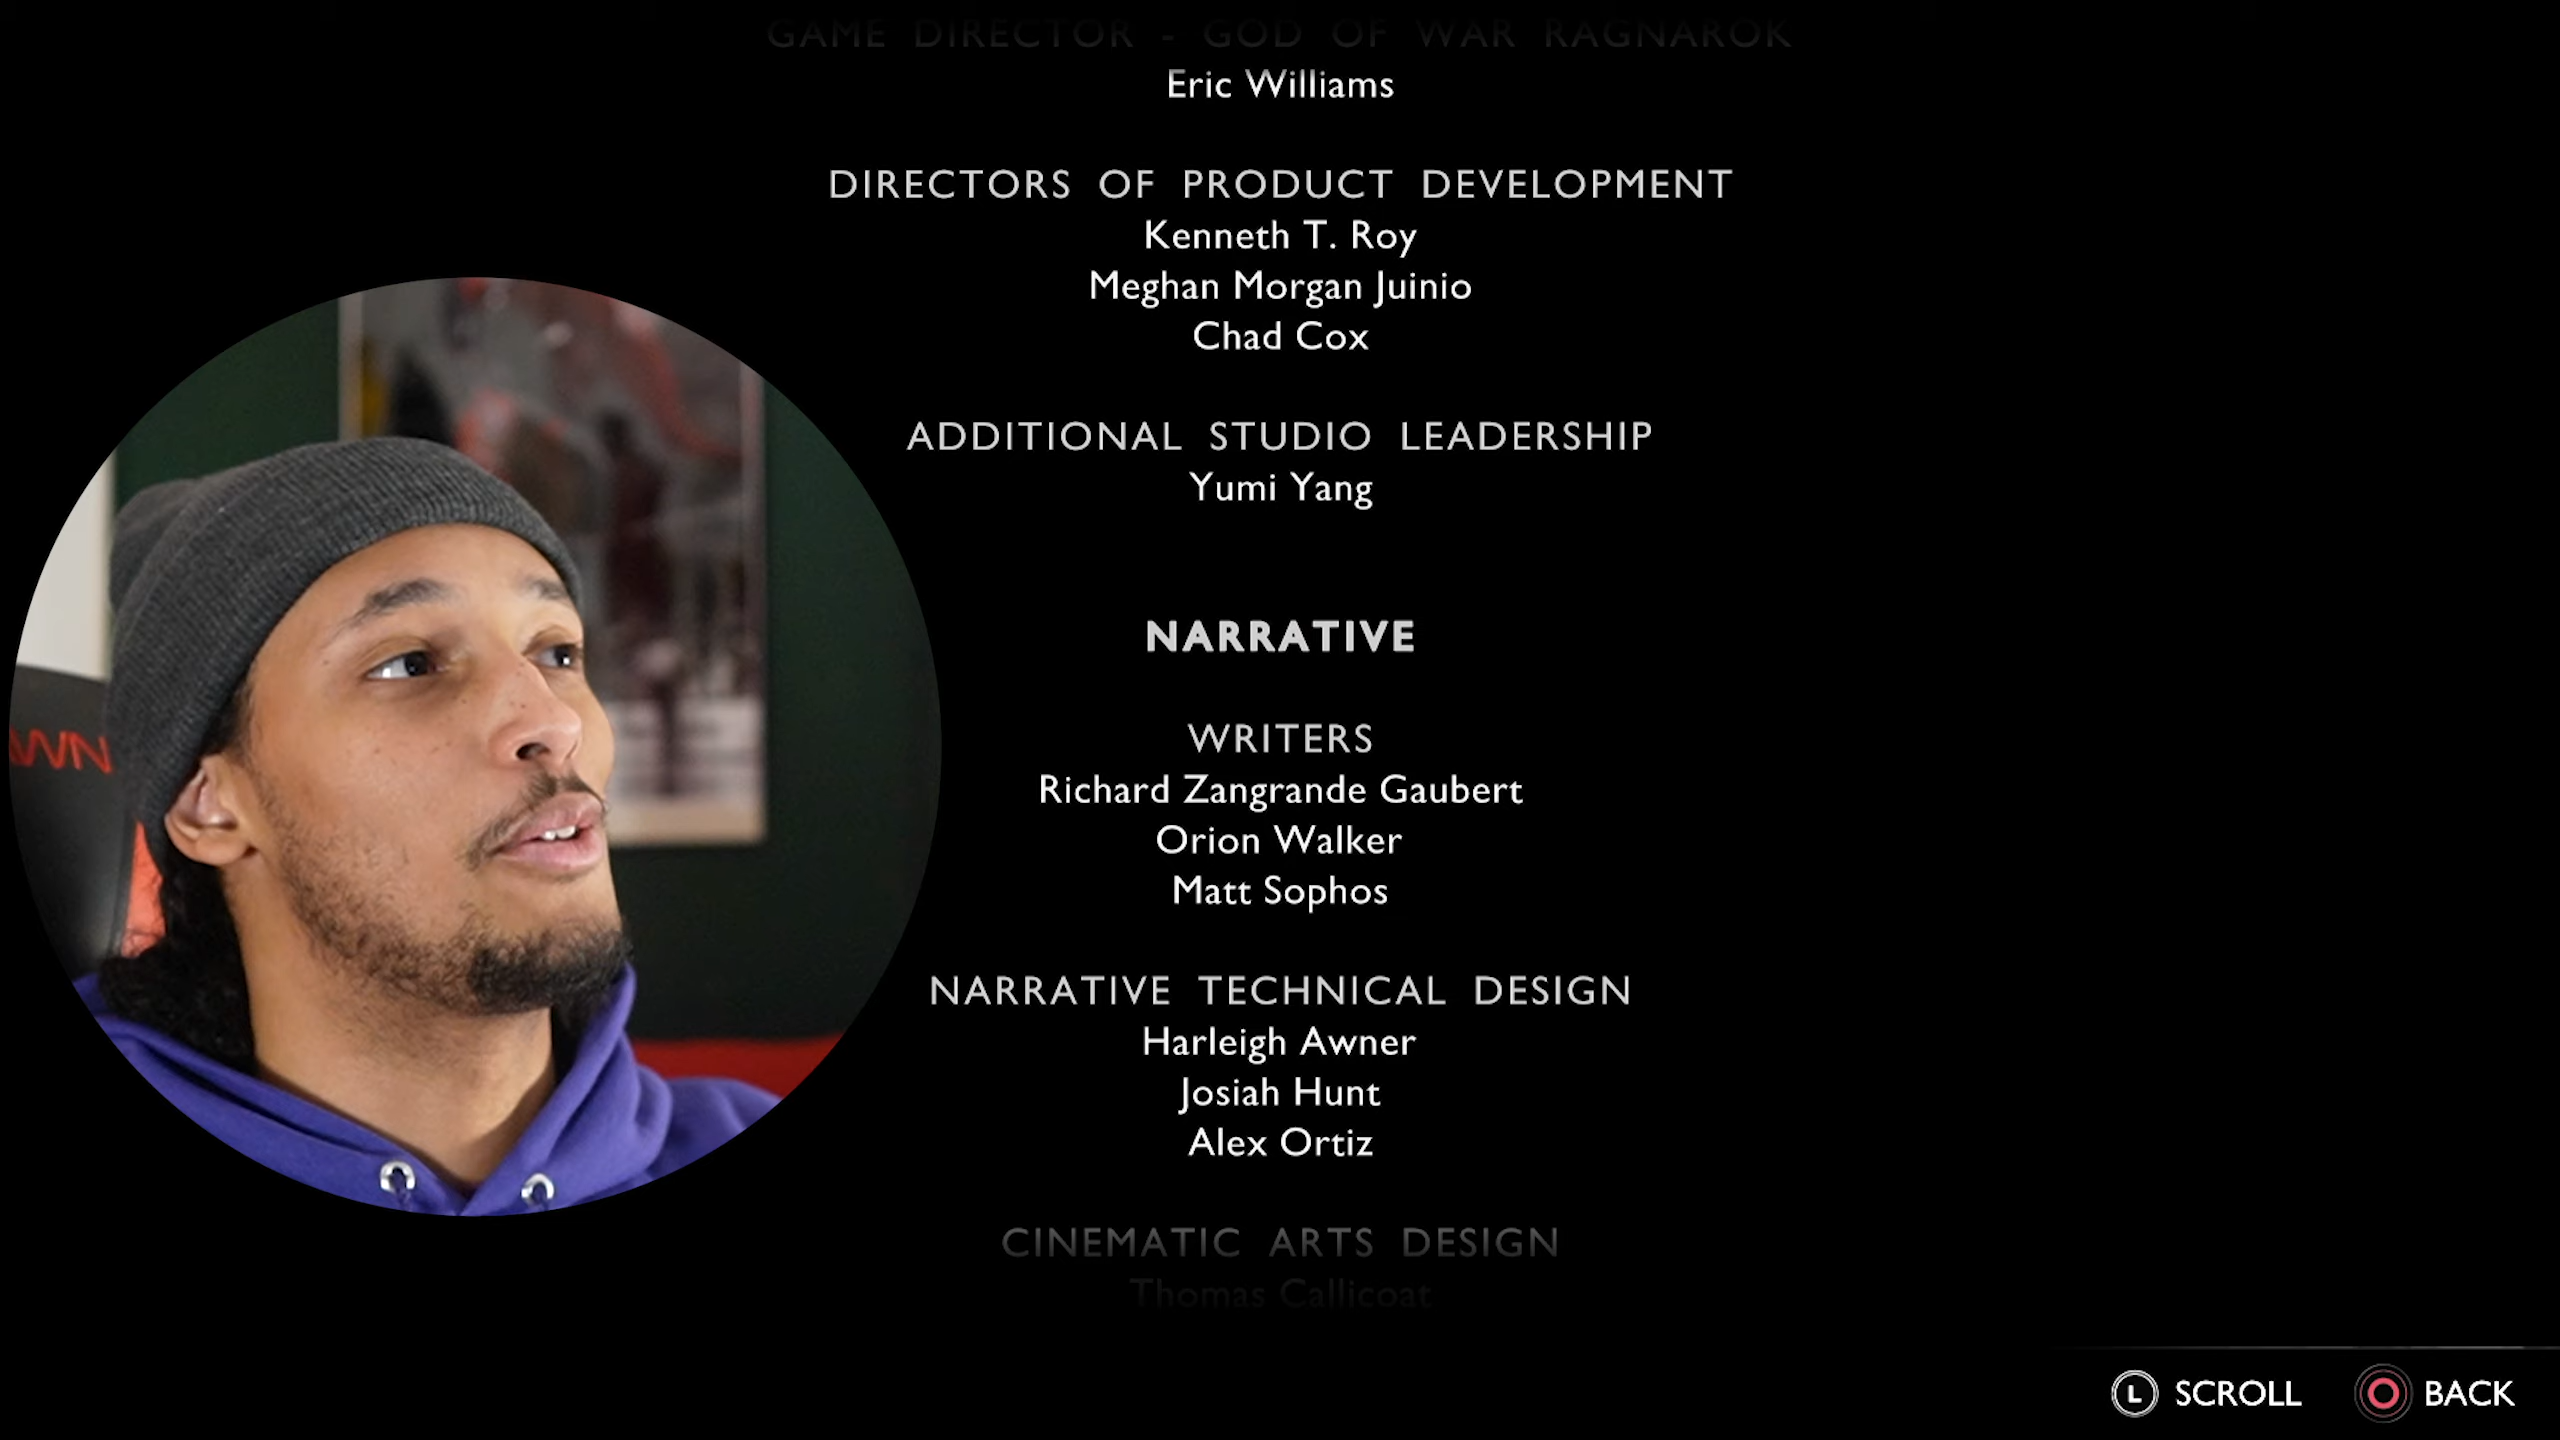 GAME DIRECTOR - GOD OF WAR RAGNAROK
Eric Williams
DIRECTORS OF PRODUCT DEVELOPMENT
Kenneth T. Roy
Meghan Morgan Juinio
Chad Cox
ADDITIONAL STUDIO LEADERSHIP
Yumi Yang
NARRATIVE
WRITERS
Richard Zangrande Gaubert
Orion Walker
Matt Sophos
NARRATIVE TECHNICAL DESIGN
Harleigh Awner
Josiah Hunt
Alex Ortiz
CINEMATIC ARTS DESIGN
Thomas Callicoat
L SCROLL BACK